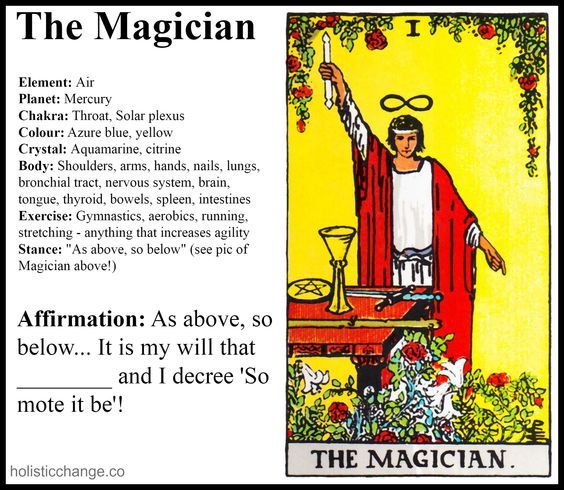 The Magician
Element: Air
Planet: Mercury
Chakra: Throat, Solar plexus
Colour: Azure blue, yellow
Crystal: Aquamarine, citrine
Body: Shoulders, arms, hands, nails, lungs,
bronchial tract, nervous system, brain,
tongue, thyroid, bowels, spleen, intestines
Exercise: Gymnastics, aerobics, running,
stretching - anything that increases agility
Stance: "As above, so below" (see pic of
Magician above!)
Affirmation: As above, so
below... It is my will that
________ and I decree 'So
mote it be'!
holisticchange.co
I
THE MAGICIAN.